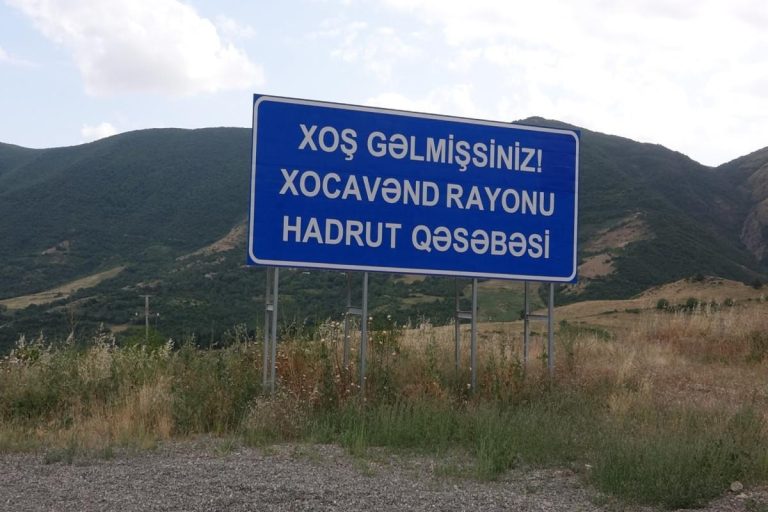 XOŞ GƏLMİŞSİNİZ!
XOCAVƏND RAYONU
HADRUT QƏSƏBƏSİ